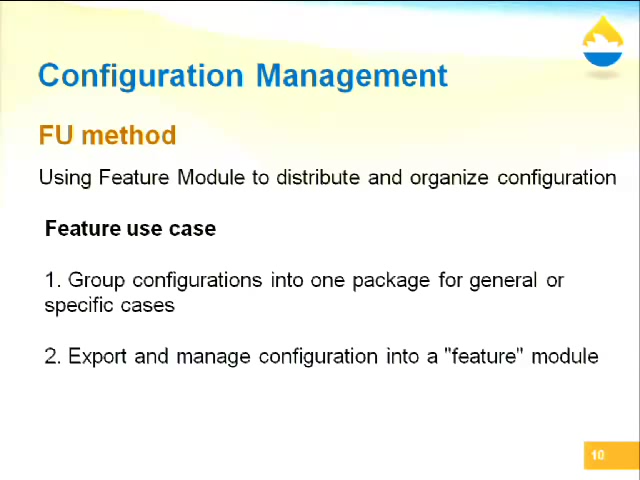 Configuration Management
FU method
Using Feature Module to distribute and organize configuration
Feature use case
1. Group configurations into one package for general or
specific cases
2. Export and manage configuration into a "feature" module
10